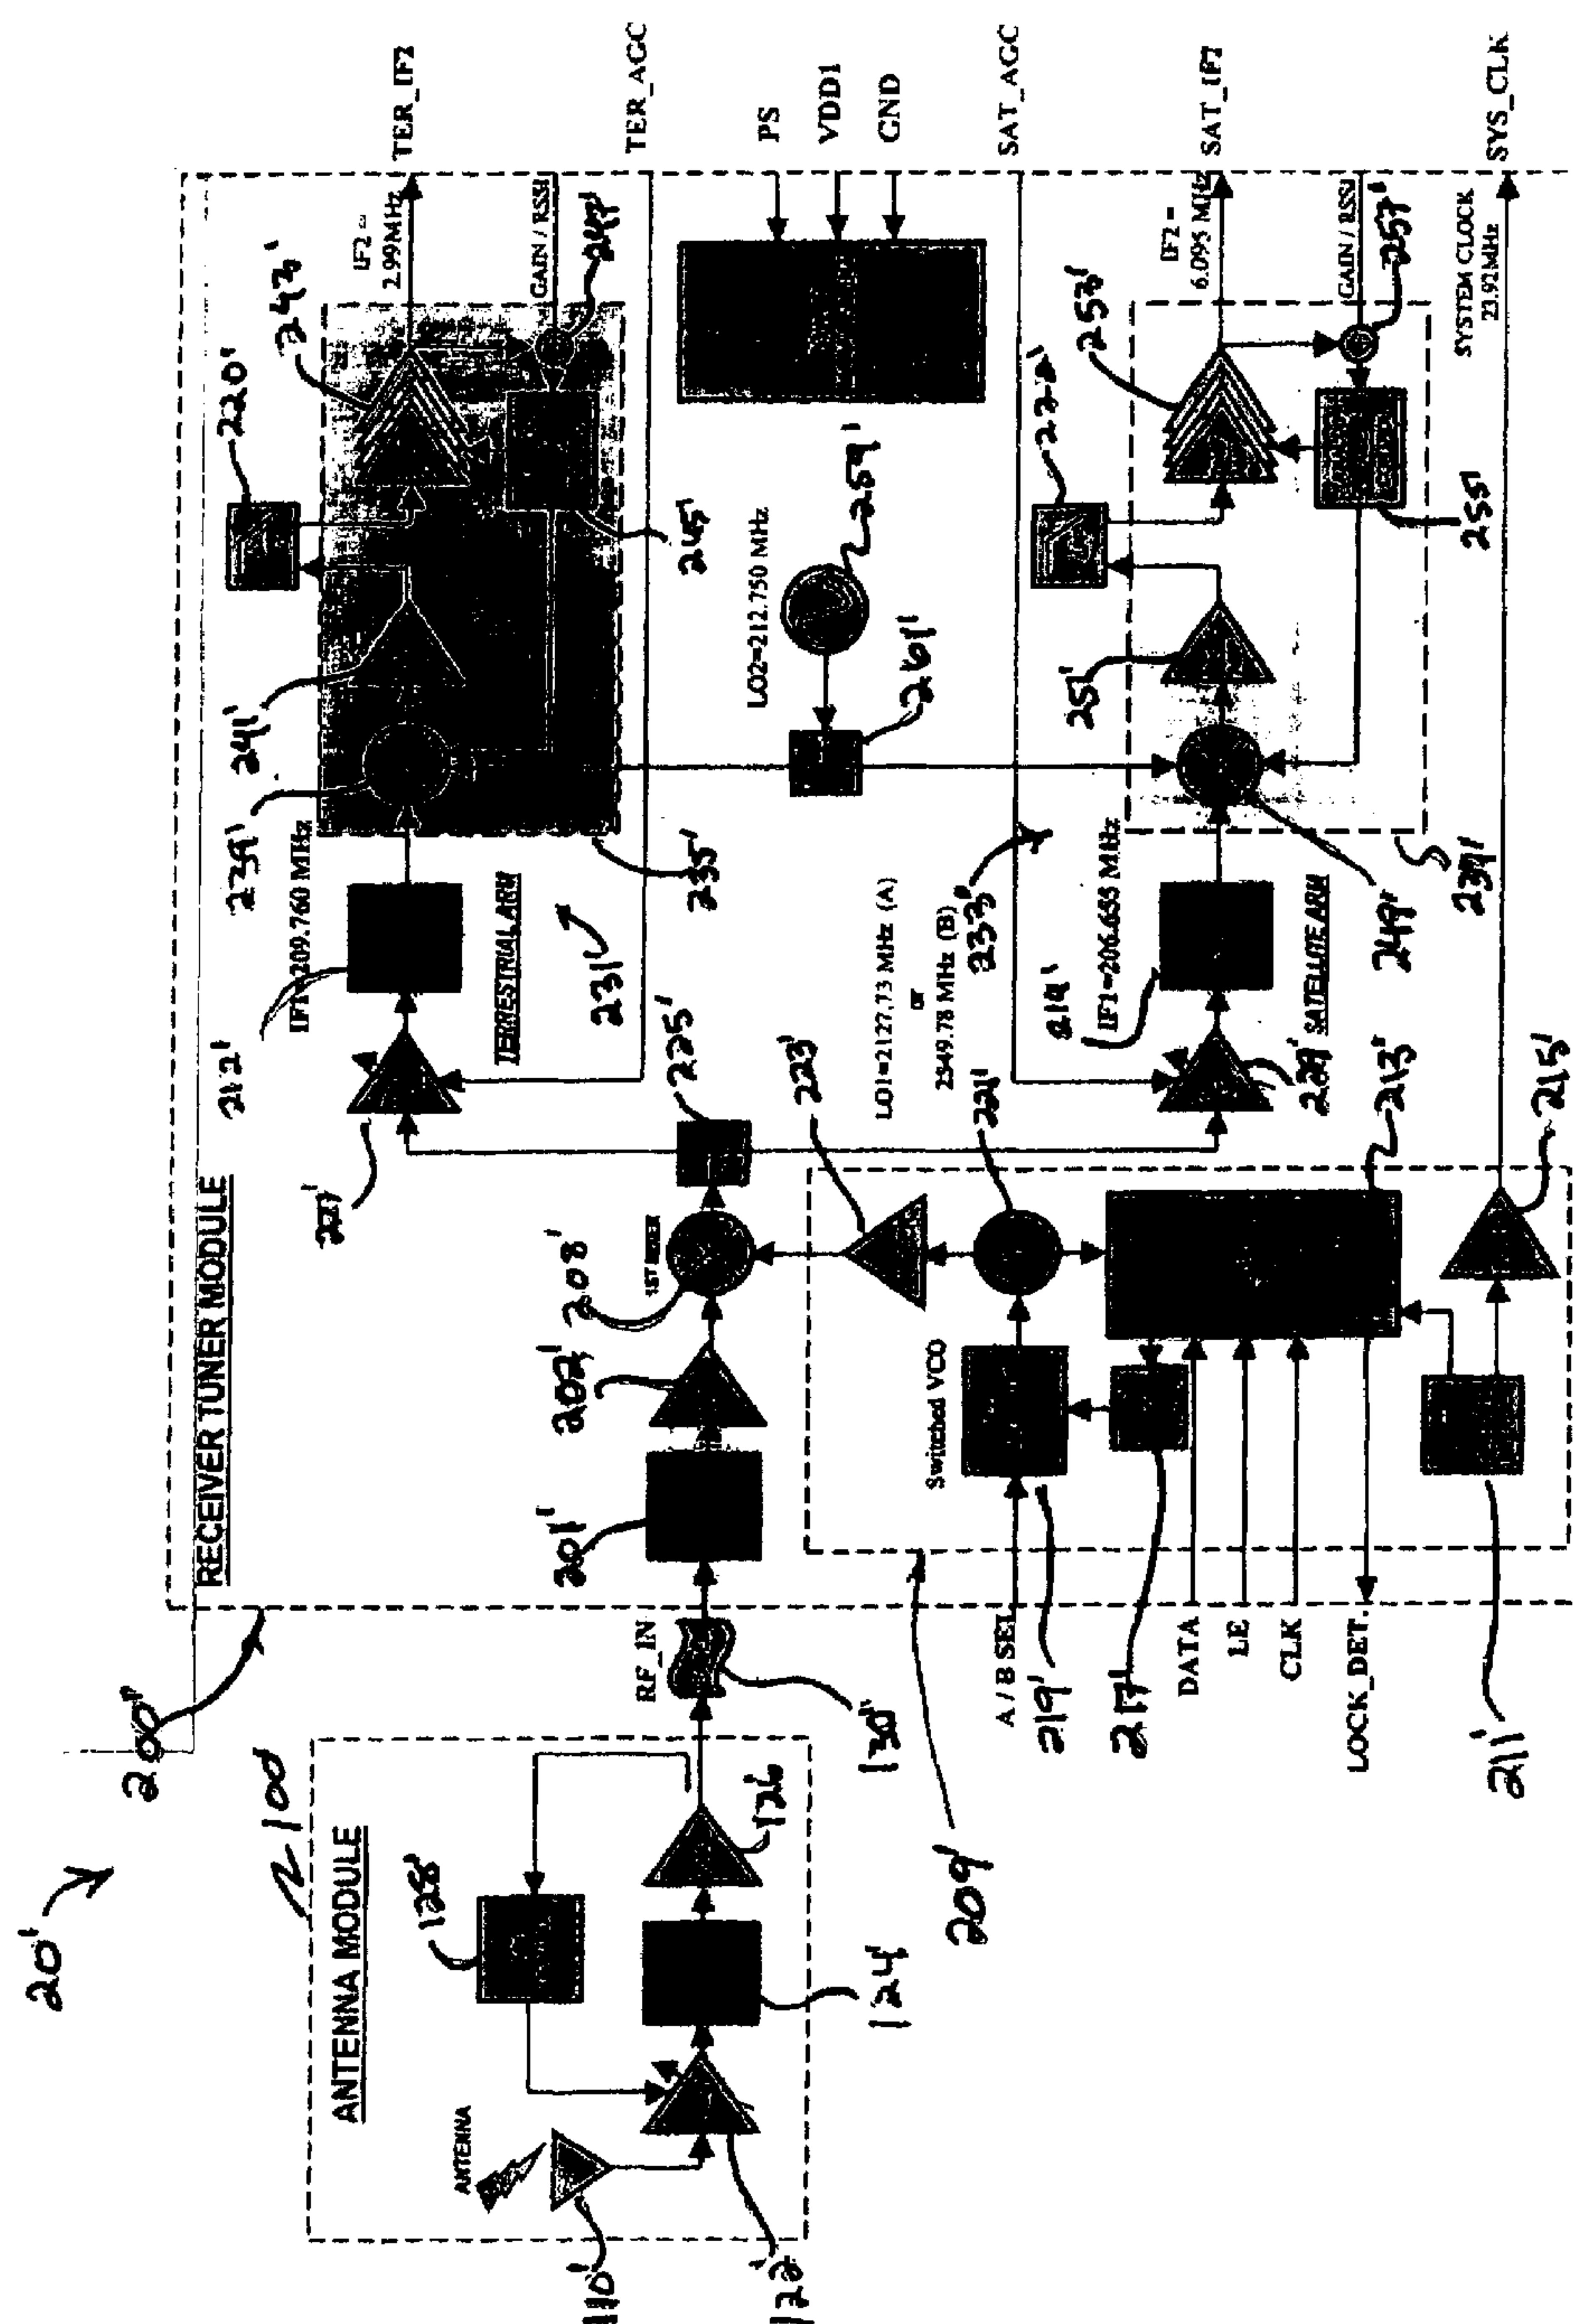 20'
200'
RECEIVER TUNER MODULE
100'
ANTENNA MODULE
ANTENNA
110'
122'
124'
126'
128'
130'
RF_IN
201'
202'
208'
1ST MIXER
225'
227'
212'
IF1=209.760 MHz
TERRESTRIAL ARM
231'
235'
239'
241'
220'
243'
245'
247'
IF2 =
2.99MHz
GAIN / RSSI
TER_IF2
TER_AGC
PS
VDD1
GND
LO2=212.750 MHz
259'
261'
SAT_AGC
LO1=2127.73 MHz (A)
or
2349.78 MHz (B)
233'
214'
IF1=206.655 MHz
SATELLITE ARM
229'
249'
237'
251'
222'
253'
255'
257'
IF2 =
6.095 MHz
GAIN / RSSI
SAT_IF2
SYSTEM CLOCK
23.92MHz
SYS_CLK
209'
223'
221'
213'
215'
Switched VCO
A / B SEL
219'
217'
DATA
LE
CLK
LOCK_DET.
211'